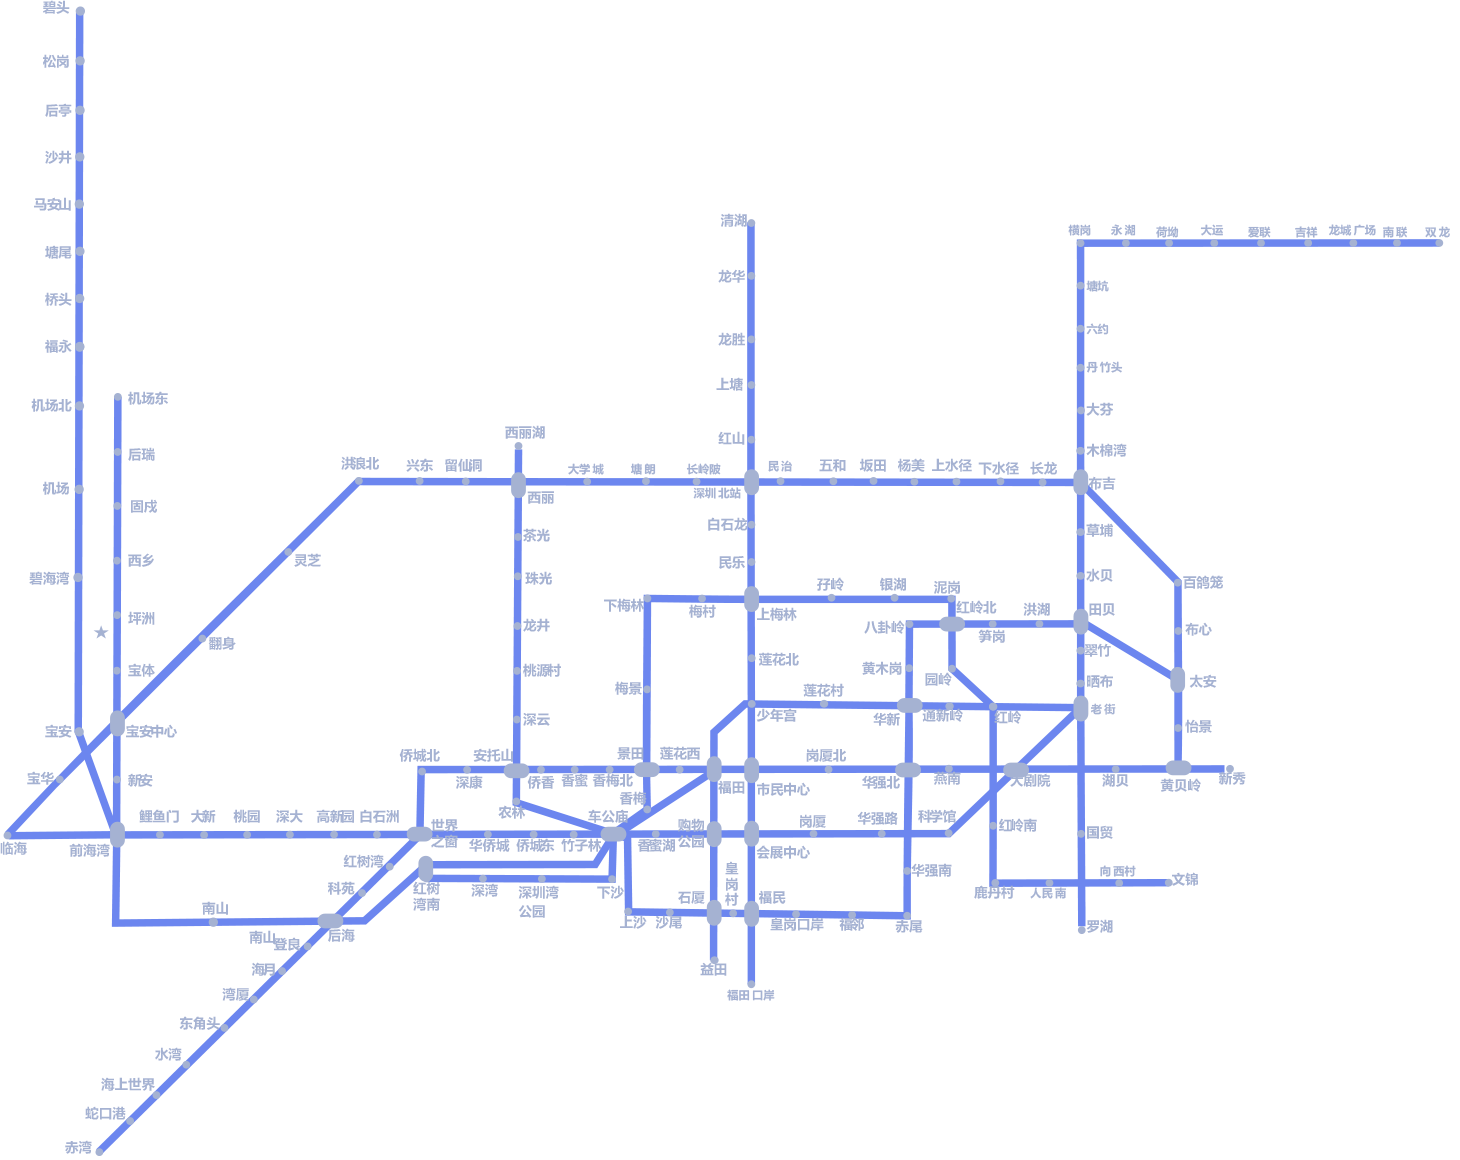 碧头
松岗
后亭
沙井
马安山
塘尾
桥头
福永
机场北
机场
碧海湾
宝安
宝华
临海
机场东
后瑞
固戍
西乡
坪洲
宝体
宝安中心
新安
前海湾
翻身
灵芝
洪浪北
兴东
留仙洞
西丽湖
西丽
大学城
塘朗
长岭陂
深圳北站
民治
五和
坂田
杨美
上水径
下水径
长龙
布吉
清湖
龙华
龙胜
上塘
红山
白石龙
民乐
上梅林
莲花北
少年宫
横岗
永湖
荷坳
大运
爱联
吉祥
龙城广场
南联
双龙
塘坑
六约
丹竹头
大芬
木棉湾
草埔
水贝
田贝
翠竹
晒布
老街
国贸
罗湖
百鸽笼
布心
太安
怡景
黄贝岭
新秀
茶光
珠光
龙井
桃源村
深云
安托山
农林
侨城北
深康
侨香
香蜜
香梅北
景田
莲花西
福田
市民中心
岗厦北
华强北
燕南
大剧院
湖贝
下梅林
梅村
梅景
香梅
孖岭
银湖
泥岗
红岭北
八卦岭
笋岗
洪湖
黄木岗
园岭
莲花村
华新
通新岭
红岭
红岭南
鹿丹村
人民南
向西村
文锦
鲤鱼门
大新
桃园
深大
高新园
白石洲
世界
之窗
华侨城
侨城东
竹子林
车公庙
香蜜湖
购物
公园
会展中心
岗厦
华强路
科学馆
华强南
红树湾
科苑
红树
湾南
深湾
深圳湾
公园
下沙
上沙
沙尾
石厦
皇
岗
村
福民
皇岗口岸
福邻
赤尾
益田
福田口岸
南山
南山
后海
登良
海月
湾厦
东角头
水湾
海上世界
蛇口港
赤湾